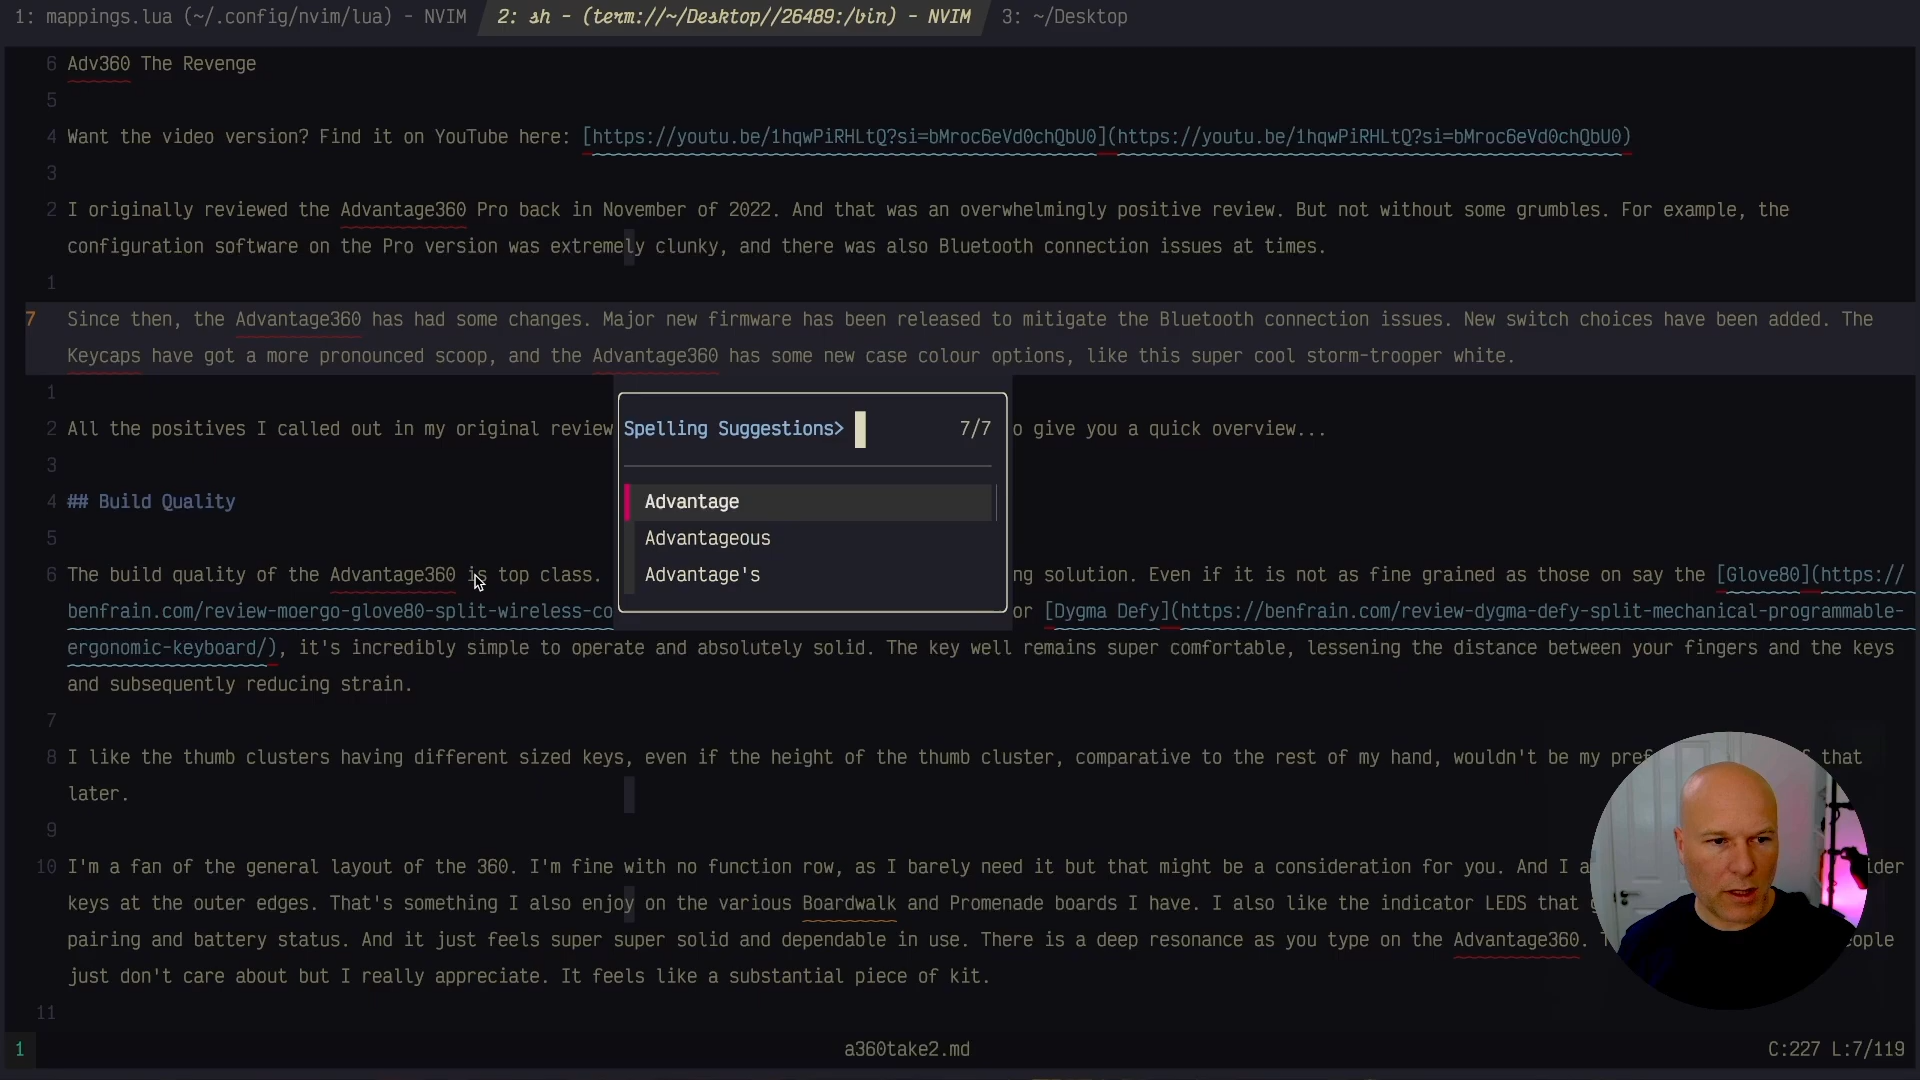 1: mappings.lua (~/.config/nvim/lua) - NVIM 2: sh - (term://~/Desktop//26489:/bin) - NVIM 3: ~/Desktop
6 Adv360 The Revenge
5
4 Want the video version? Find it on YouTube here: [https://youtu.be/1hqwPiRHLtQ?si=bMroc6eVd0chQbU0](https://youtu.be/1hqwPiRHLtQ?si=bMroc6eVd0chQbU0)
3
2 I originally reviewed the Advantage360 Pro back in November of 2022. And that was an overwhelmingly positive review. But not without some grumbles. For example, the
configuration software on the Pro version was extremely clunky, and there was also Bluetooth connection issues at times.
1
7 Since then, the Advantage360 has had some changes. Major new firmware has been released to mitigate the Bluetooth connection issues. New switch choices have been added. The
Keycaps have got a more pronounced scoop, and the Advantage360 has some new case colour options, like this super cool storm-trooper white.
1
2 All the positives I called out in my original review o give you a quick overview...
Spelling Suggestions> 7/7
3
4 ## Build Quality
Advantage
5
Advantageous
6 The build quality of the Advantage360 is top class. ng solution. Even if it is not as fine grained as those on say the [Glove80](https://
Advantage's
benfrain.com/review-moergo-glove80-split-wireless-co or [Dygma Defy](https://benfrain.com/review-dygma-defy-split-mechanical-programmable-
ergonomic-keyboard/), it's incredibly simple to operate and absolutely solid. The key well remains super comfortable, lessening the distance between your fingers and the keys
and subsequently reducing strain.
7
8 I like the thumb clusters having different sized keys, even if the height of the thumb cluster, comparative to the rest of my hand, wouldn't be my pref that
later.
9
10 I'm a fan of the general layout of the 360. I'm fine with no function row, as I barely need it but that might be a consideration for you. And I a ider
keys at the outer edges. That's something I also enjoy on the various Boardwalk and Promenade boards I have. I also like the indicator LEDS that
pairing and battery status. And it just feels super super solid and dependable in use. There is a deep resonance as you type on the Advantage360. eople
just don't care about but I really appreciate. It feels like a substantial piece of kit.
11
1 a360take2.md C:227 L:7/119